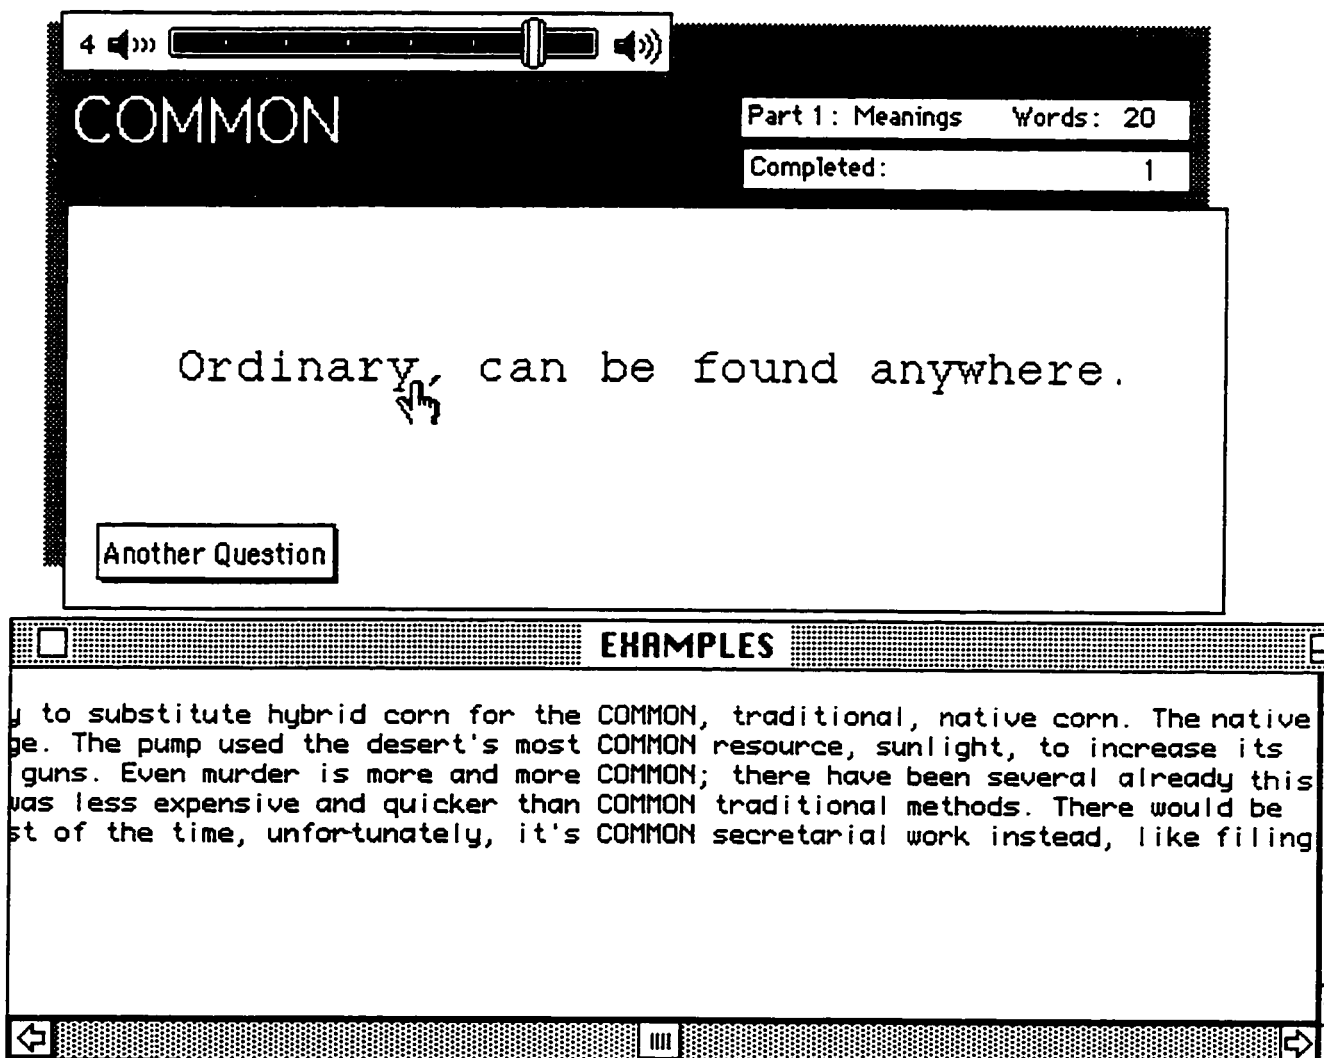 4
COMMON
Part 1: Meanings Words: 20
Completed: 1
Ordinary, can be found anywhere.
Another Question
EXAMPLES
y to substitute hybrid corn for the COMMON, traditional, native corn. The native
ge. The pump used the desert's most COMMON resource, sunlight, to increase its
guns. Even murder is more and more COMMON; there have been several already this
was less expensive and quicker than COMMON traditional methods. There would be
st of the time, unfortunately, it's COMMON secretarial work instead, like filing